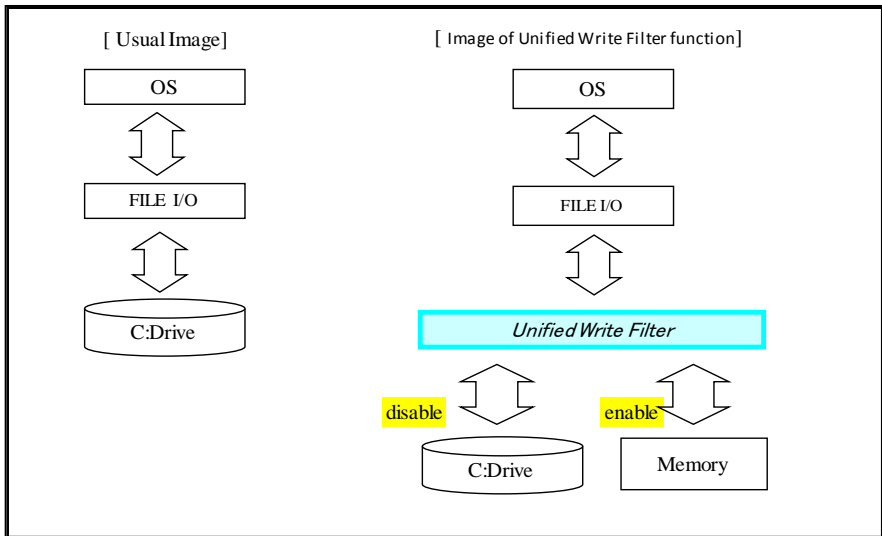 [ Usual Image]
OS
FILE I/O
C:Drive
[ Image of Unified Write Filter function]
OS
FILE I/O
Unified Write Filter
disable
enable
C:Drive
Memory